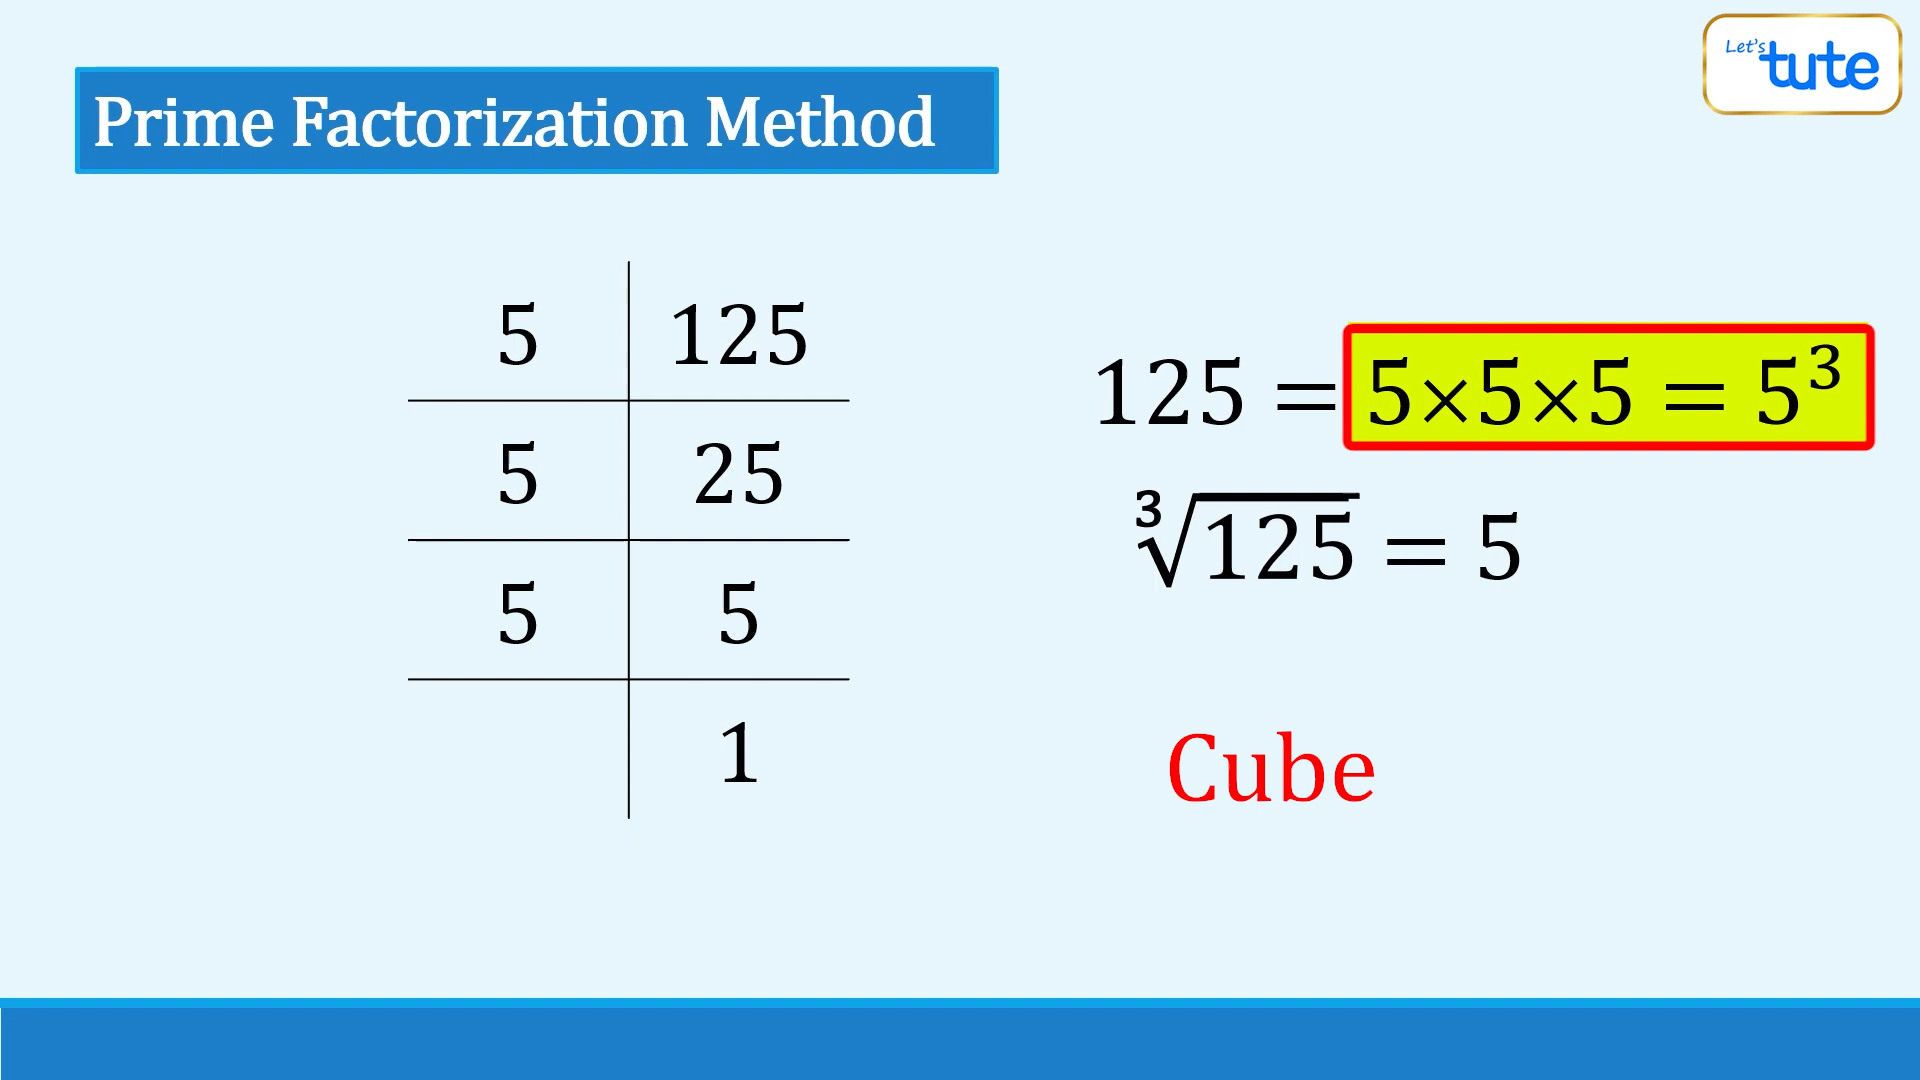 Let's tute
Prime Factorization Method
5 125
5 25
5 5
1
125 = 5×5×5 = 5³
³√125 = 5
Cube